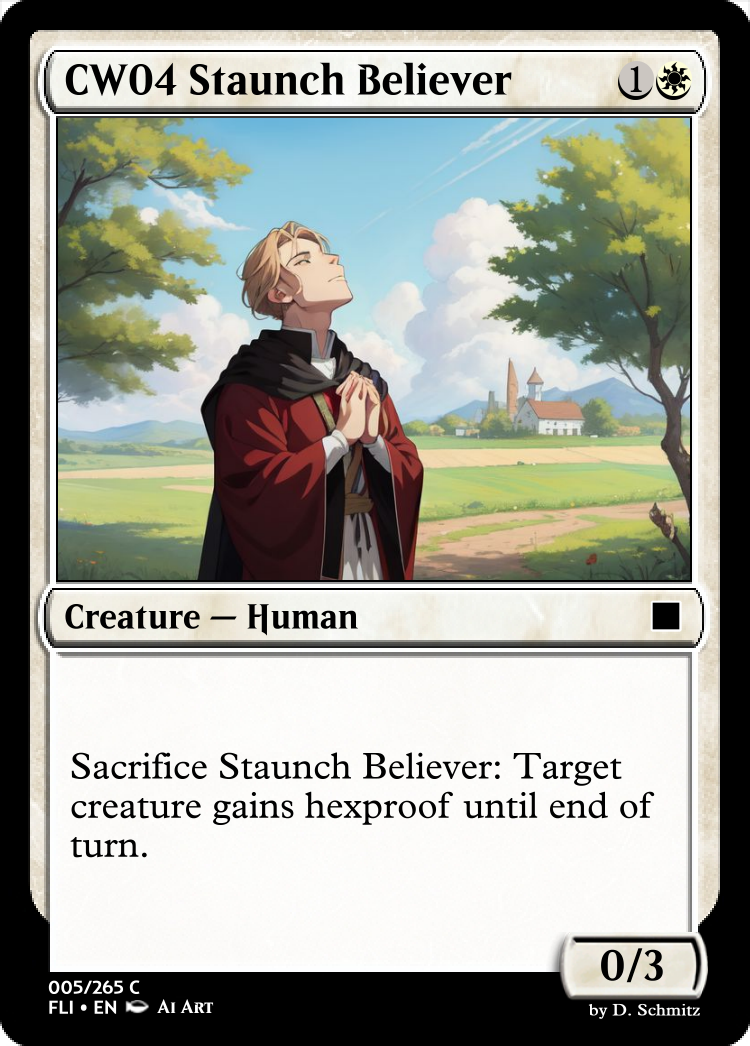 CW04 Staunch Believer 1
Creature — Human
Sacrifice Staunch Believer: Target
creature gains hexproof until end of
turn.
0/3
005/265 C
FLI • EN AI ART
by D. Schmitz